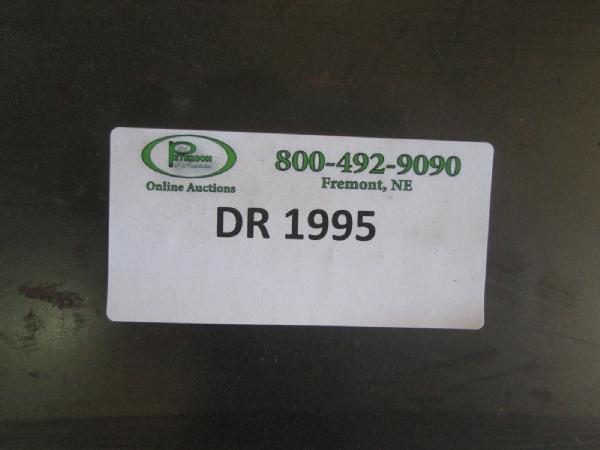 PETERSON
Online Auctions
800-492-9090
Fremont, NE
DR 1995